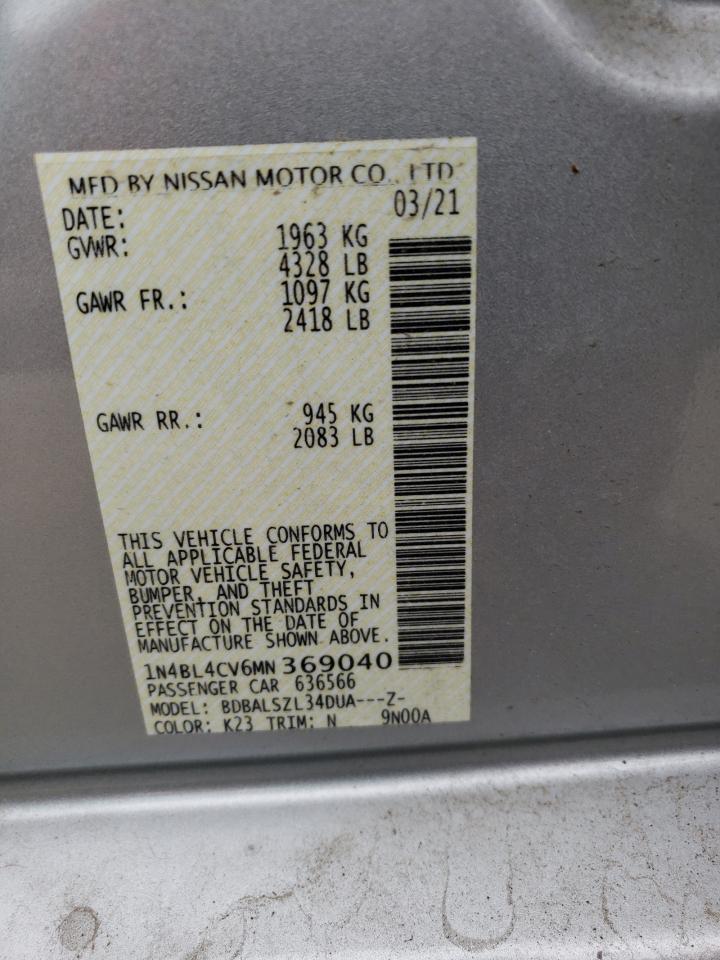 MFD BY NISSAN MOTOR CO., LTD
DATE: 03/21
GVWR: 1963 KG
4328 LB
GAWR FR.: 1097 KG
2418 LB
GAWR RR.: 945 KG
2083 LB
THIS VEHICLE CONFORMS TO
ALL APPLICABLE FEDERAL
MOTOR VEHICLE SAFETY,
BUMPER, AND THEFT
PREVENTION STANDARDS IN
EFFECT ON THE DATE OF
MANUFACTURE SHOWN ABOVE.
1N4BL4CV6MN 369040
PASSENGER CAR 636566
MODEL: BDBALSZL34DUA---Z-
COLOR: K23 TRIM: N 9N00A